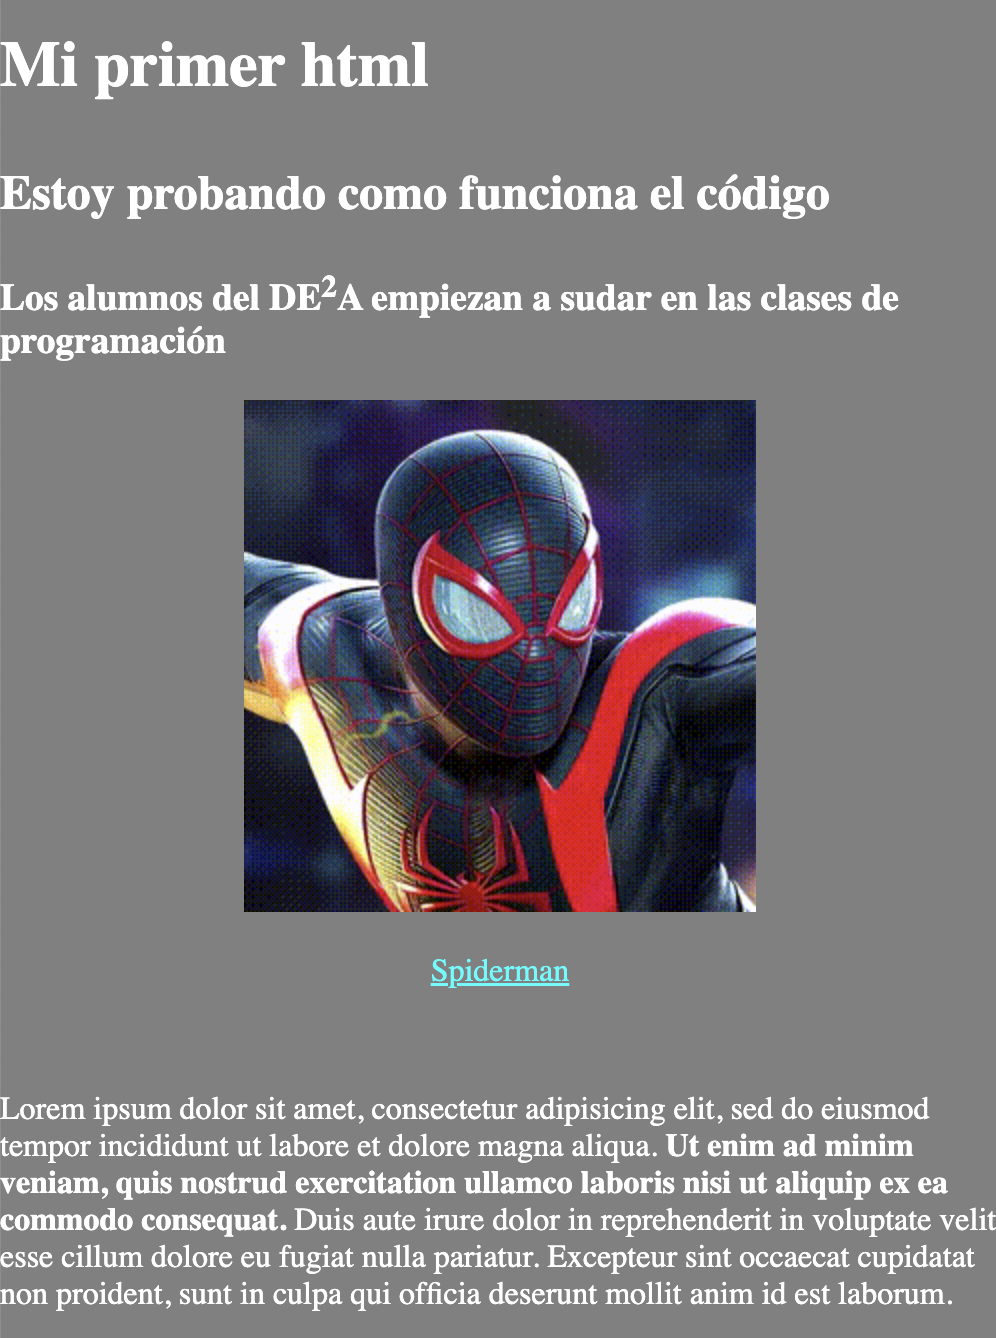 Mi primer html
Estoy probando como funciona el código
Los alumnos del DE²A empiezan a sudar en las clases de
programación
Spiderman
Lorem ipsum dolor sit amet, consectetur adipisicing elit, sed do eiusmod
tempor incididunt ut labore et dolore magna aliqua. Ut enim ad minim
veniam, quis nostrud exercitation ullamco laboris nisi ut aliquip ex ea
commodo consequat. Duis aute irure dolor in reprehenderit in voluptate velit
esse cillum dolore eu fugiat nulla pariatur. Excepteur sint occaecat cupidatat
non proident, sunt in culpa qui officia deserunt mollit anim id est laborum.